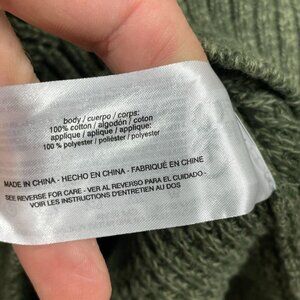 body / cuerpo / corps:
100% cotton / algodón / coton
applique / aplique / applique:
100 % polyester / poliéster / polyester
MADE IN CHINA - HECHO EN CHINA - FABRIQUÉ EN CHINE
SEE REVERSE FOR CARE - VER AL REVERSO PARA EL CUIDADO -
VOIR LES INSTRUCTIONS D'ENTRETIEN AU DOS